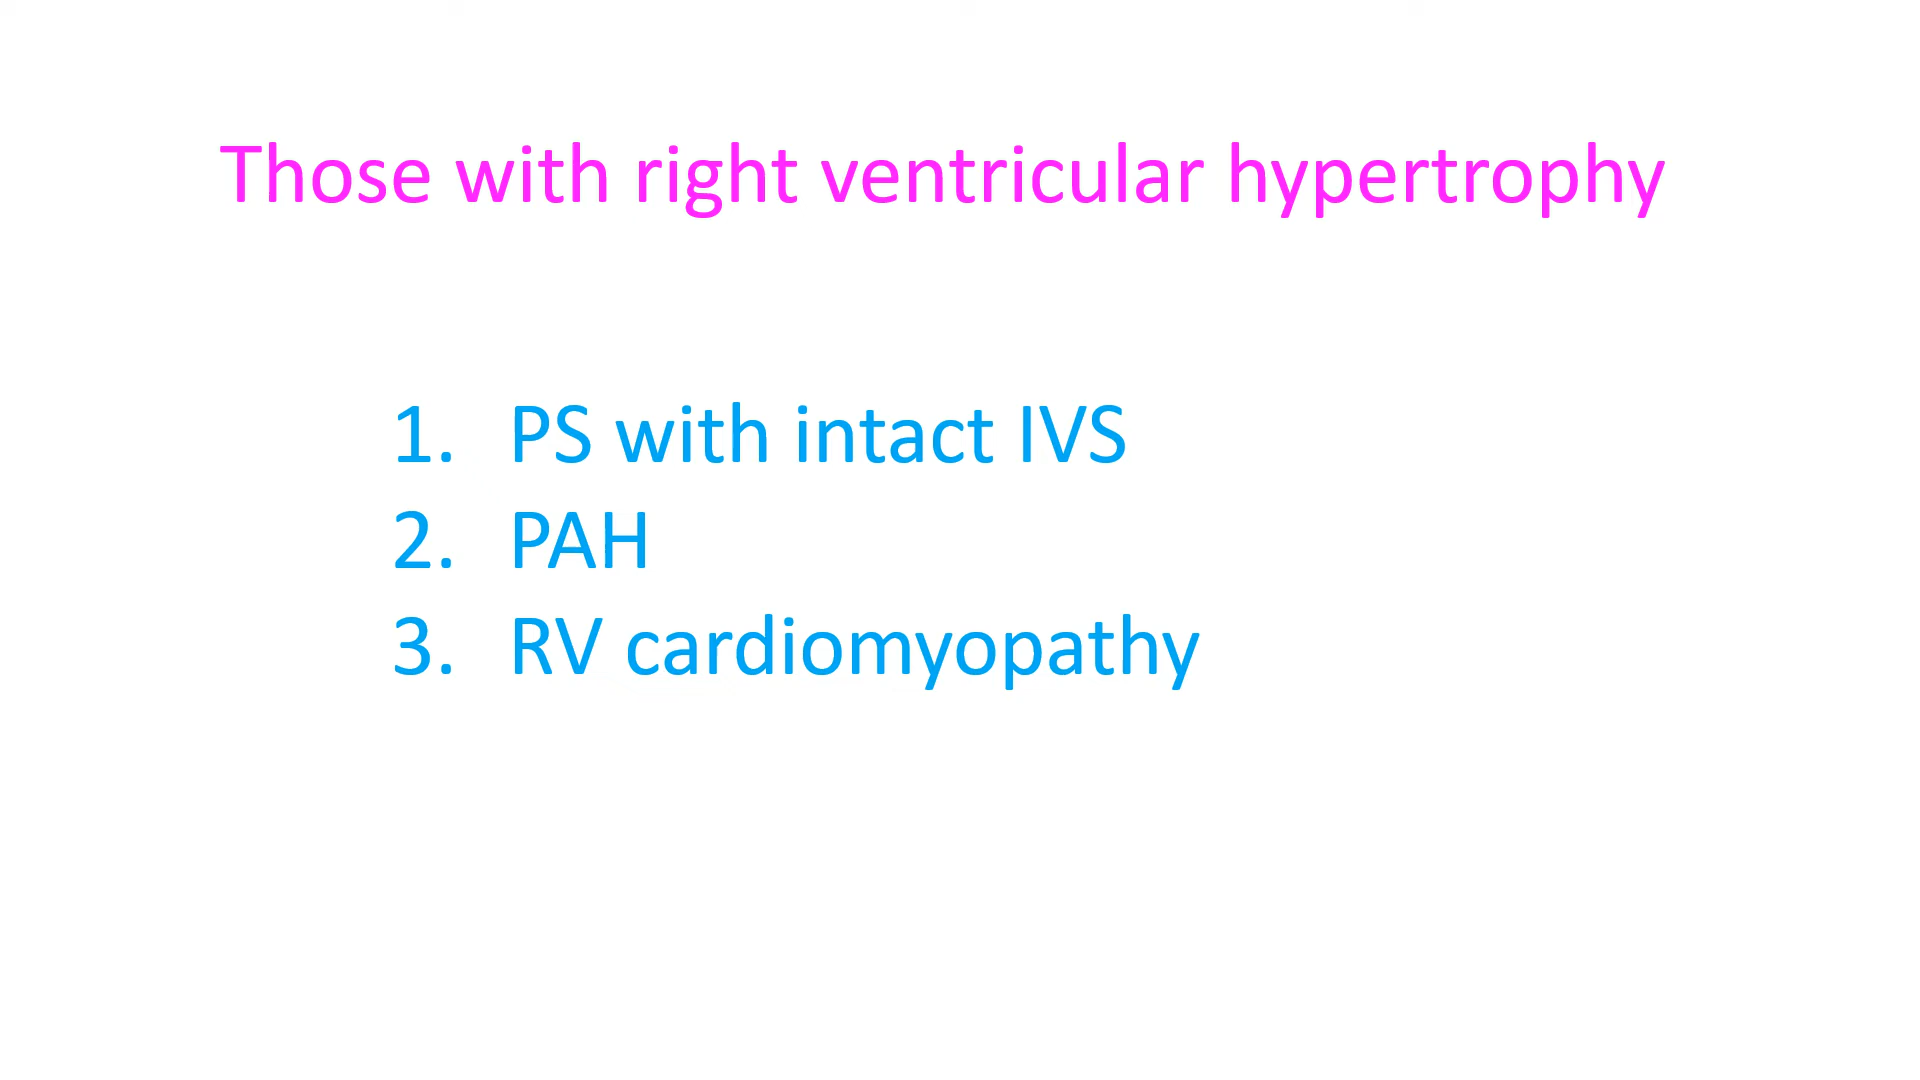 Those with right ventricular hypertrophy
1. PS with intact IVS
2. PAH
3. RV cardiomyopathy